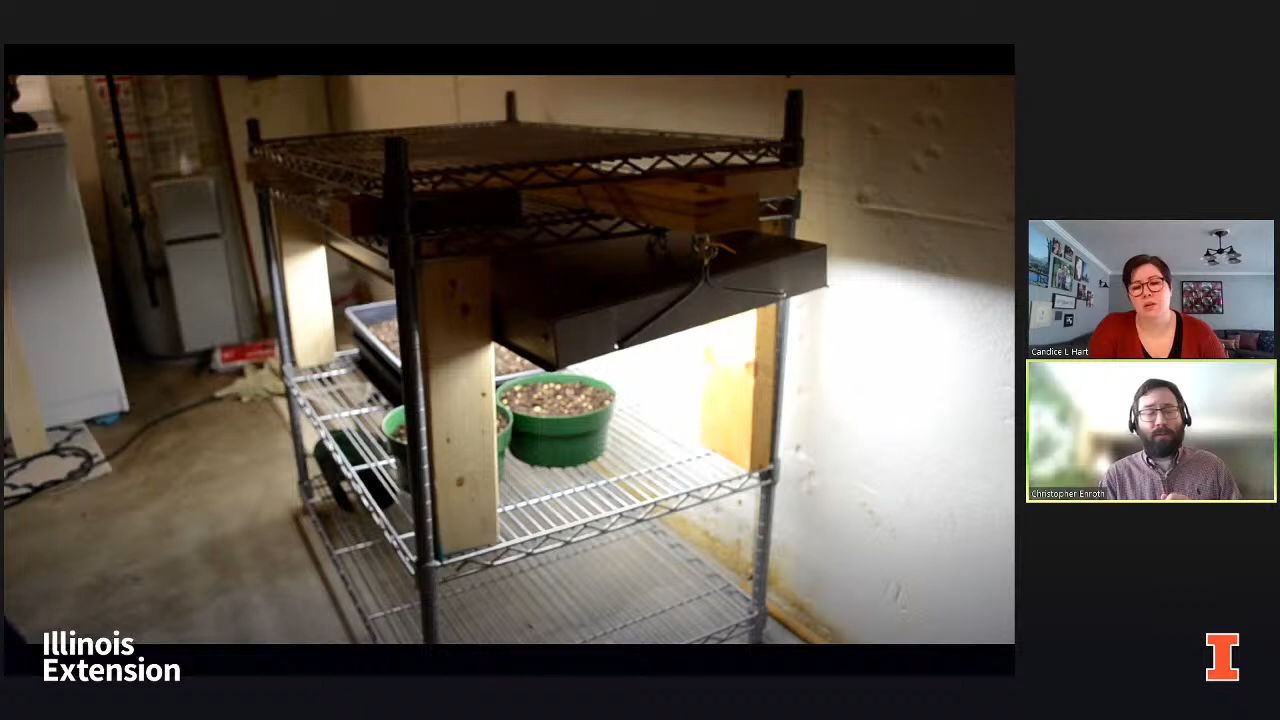 Candice L Hart
Christopher Enroth
Illinois
Extension
I